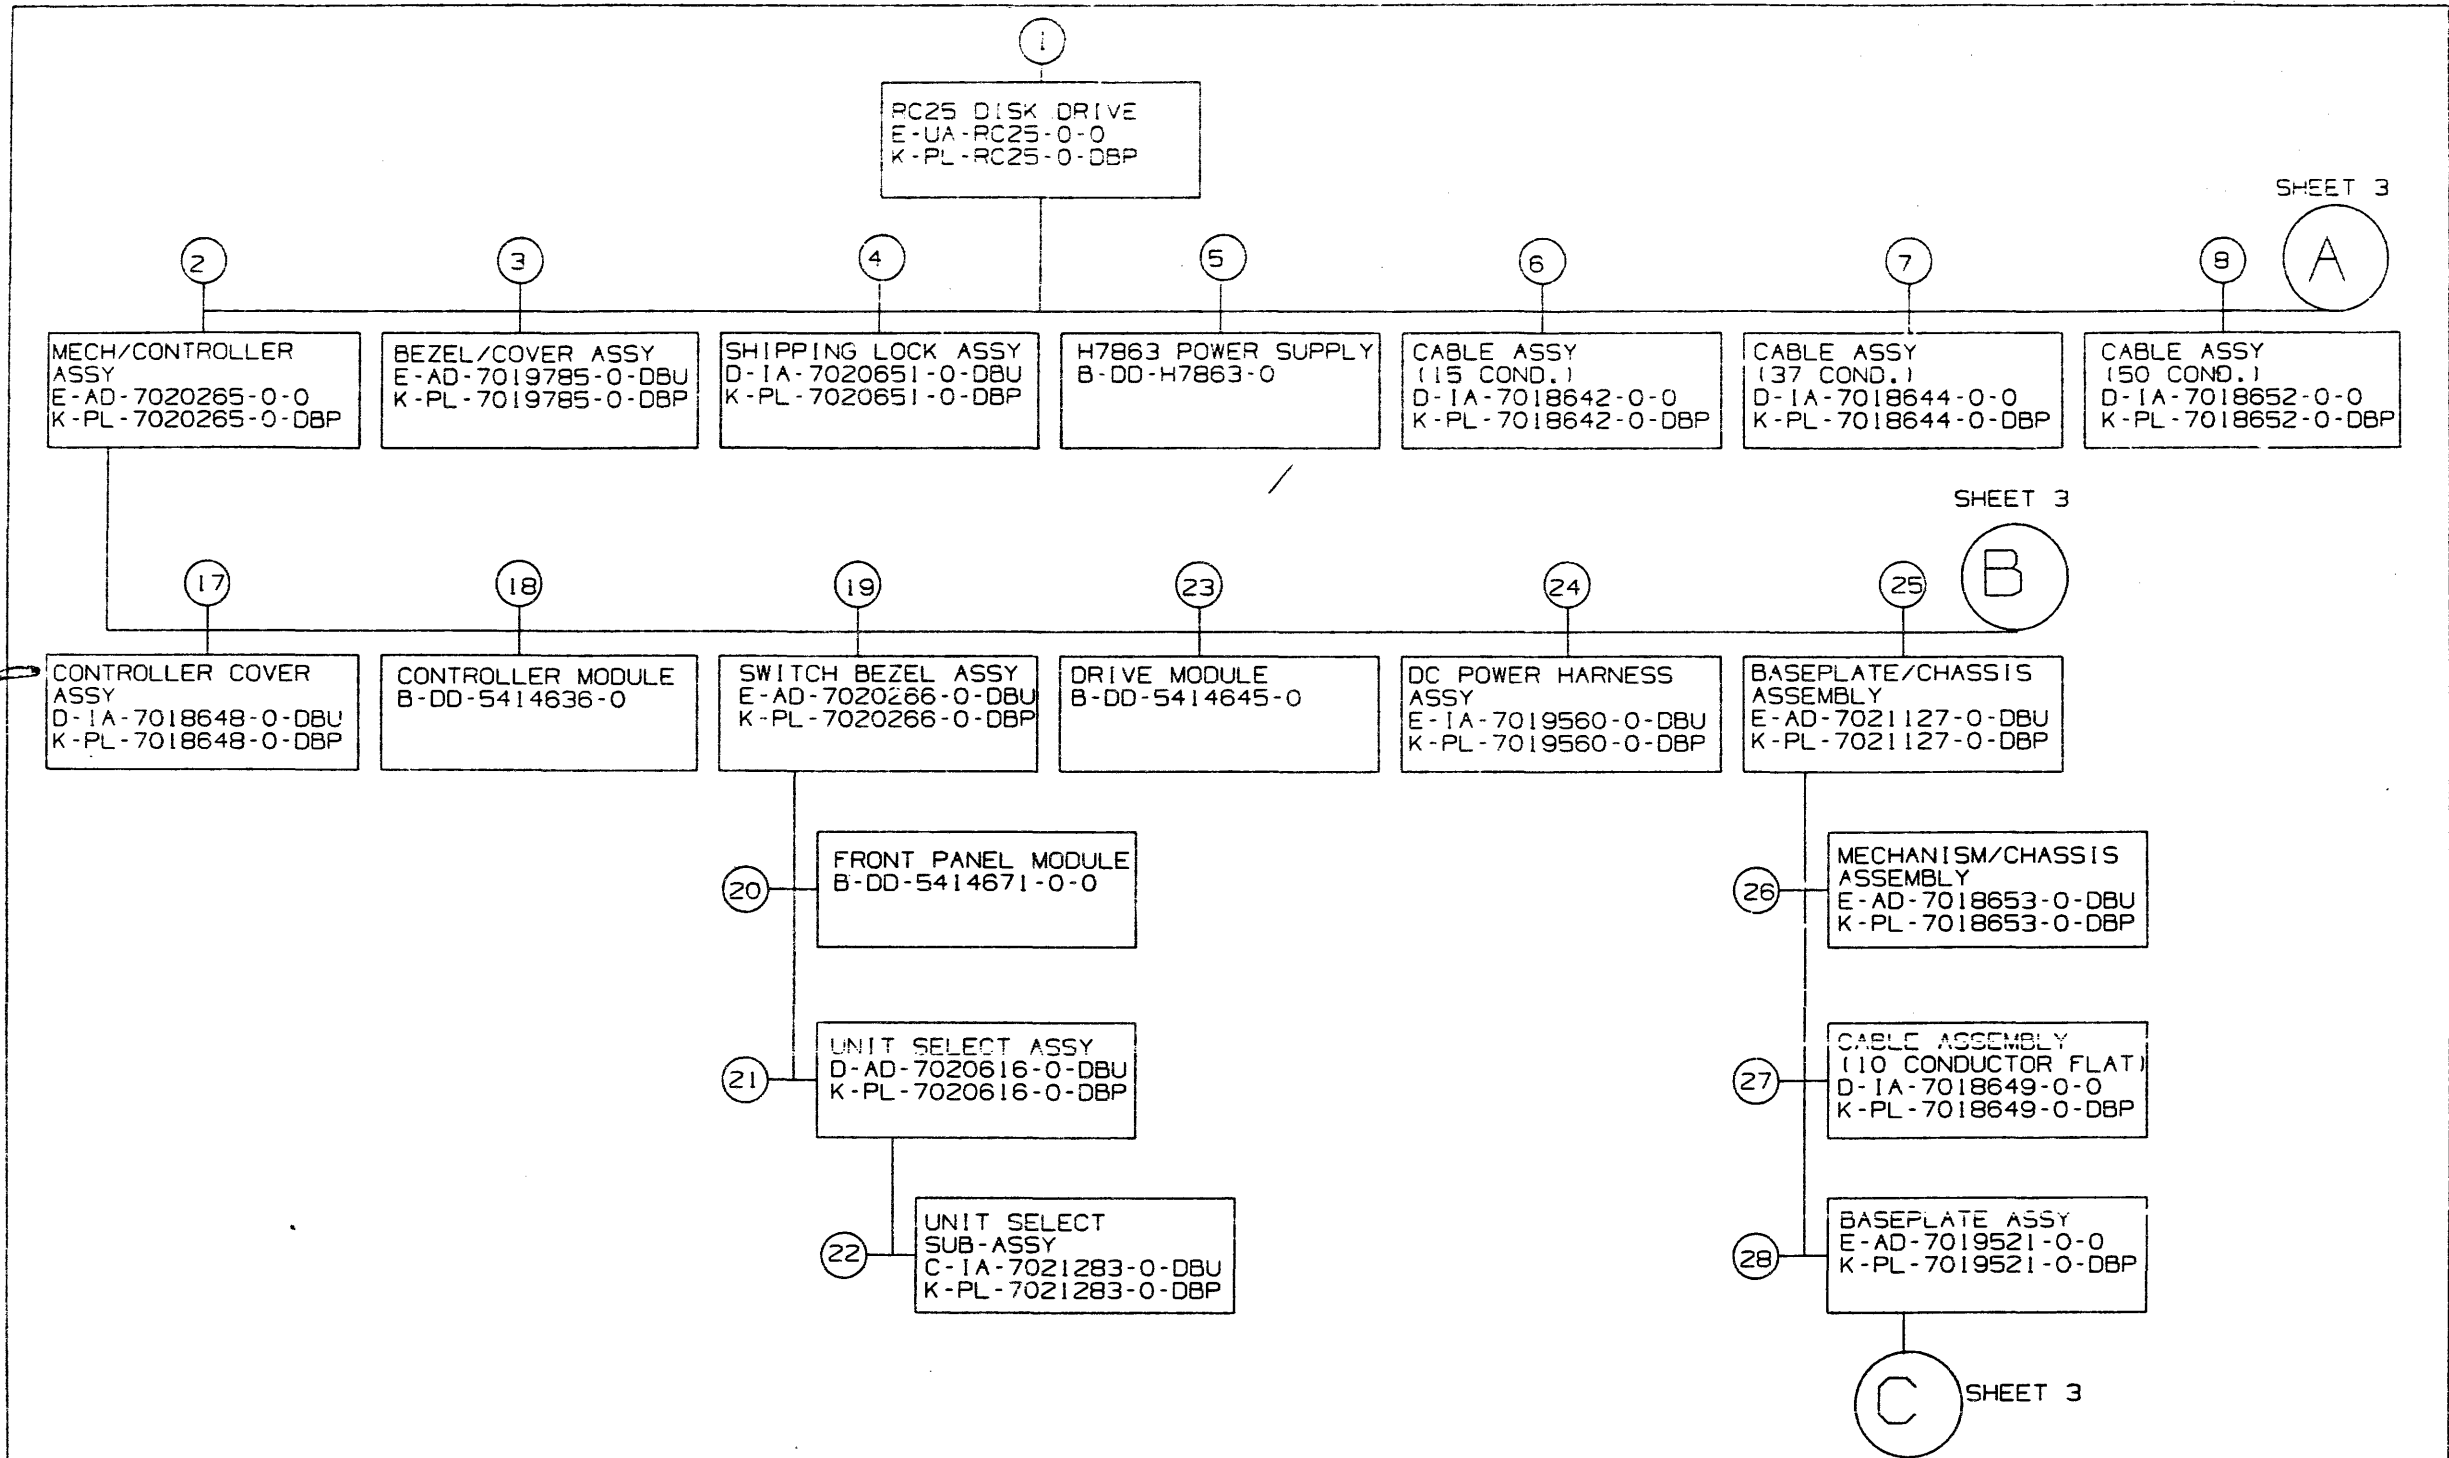 1
RC25 DISK DRIVE
E-UA-RC25-0-0
K-PL-RC25-0-DBP
SHEET 3
A
2
3
4
5
6
7
8
MECH/CONTROLLER
ASSY
E-AD-7020265-0-0
K-PL-7020265-0-DBP
BEZEL/COVER ASSY
E-AD-7019785-0-DBU
K-PL-7019785-0-DBP
SHIPPING LOCK ASSY
D-IA-7020651-0-DBU
K-PL-7020651-0-DBP
H7863 POWER SUPPLY
B-DD-H7863-0
CABLE ASSY
(15 COND.)
D-IA-7018642-0-0
K-PL-7018642-0-DBP
CABLE ASSY
(37 COND.)
D-IA-7018644-0-0
K-PL-7018644-0-DBP
CABLE ASSY
(50 COND.)
D-IA-7018652-0-0
K-PL-7018652-0-DBP
SHEET 3
B
17
18
19
23
24
25
CONTROLLER COVER
ASSY
D-IA-7018648-0-DBU
K-PL-7018648-0-DBP
CONTROLLER MODULE
B-DD-5414636-0
SWITCH BEZEL ASSY
E-AD-7020266-0-DBU
K-PL-7020266-0-DBP
DRIVE MODULE
B-DD-5414645-0
DC POWER HARNESS
ASSY
E-IA-7019560-0-DBU
K-PL-7019560-0-DBP
BASEPLATE/CHASSIS
ASSEMBLY
E-AD-7021127-0-DBU
K-PL-7021127-0-DBP
20
FRONT PANEL MODULE
B-DD-5414671-0-0
26
MECHANISM/CHASSIS
ASSEMBLY
E-AD-7018653-0-DBU
K-PL-7018653-0-DBP
21
UNIT SELECT ASSY
D-AD-7020616-0-DBU
K-PL-7020616-0-DBP
27
CABLE ASSEMBLY
(10 CONDUCTOR FLAT)
D-IA-7018649-0-0
K-PL-7018649-0-DBP
22
UNIT SELECT
SUB-ASSY
C-IA-7021283-0-DBU
K-PL-7021283-0-DBP
28
BASEPLATE ASSY
E-AD-7019521-0-0
K-PL-7019521-0-DBP
C
SHEET 3